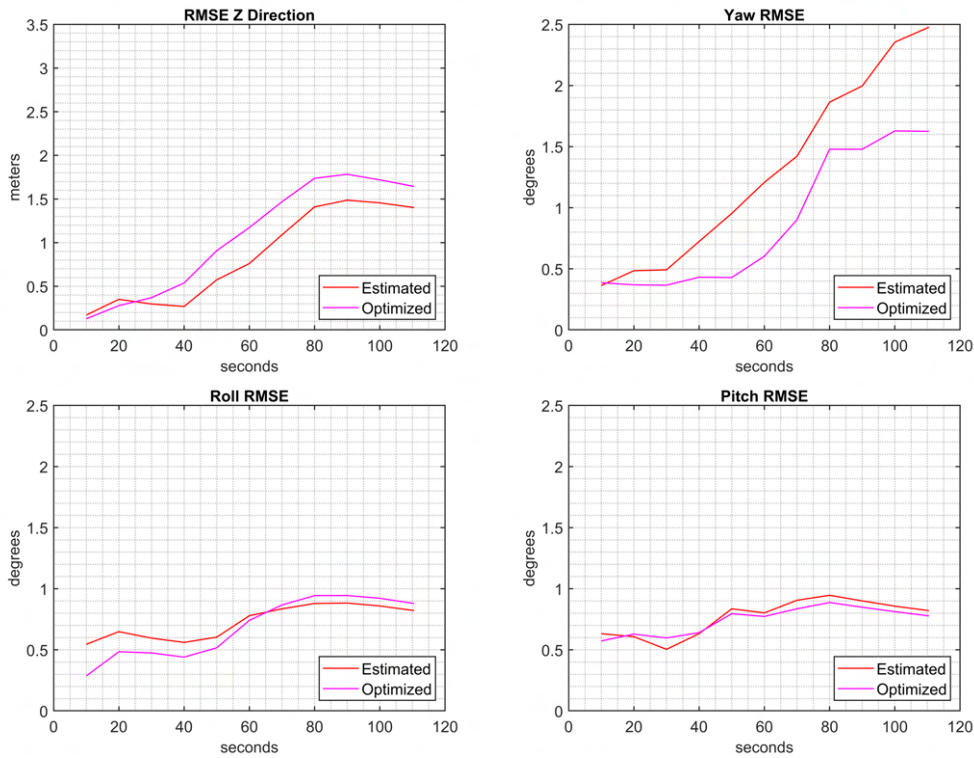 RMSE Z Direction
3.5
3
2.5
2
1.5
1
0.5
0
meters
0 20 40 60 80 100 120
seconds
Estimated
Optimized
Yaw RMSE
2.5
2
1.5
1
0.5
0
degrees
0 20 40 60 80 100 120
seconds
Estimated
Optimized
Roll RMSE
2.5
2
1.5
1
0.5
0
degrees
0 20 40 60 80 100 120
seconds
Estimated
Optimized
Pitch RMSE
2.5
2
1.5
1
0.5
0
degrees
0 20 40 60 80 100 120
seconds
Estimated
Optimized